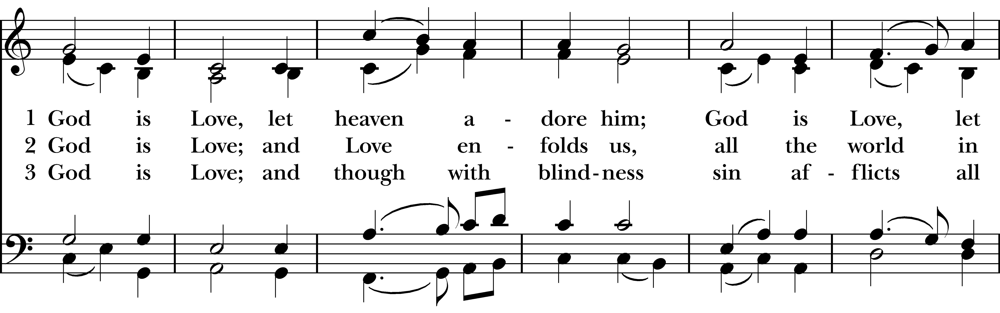 1 God is Love, let heaven a - dore him; God is Love, let
2 God is Love; and Love en - folds us, all the world in
3 God is Love; and though with blind - ness sin af - flicts all